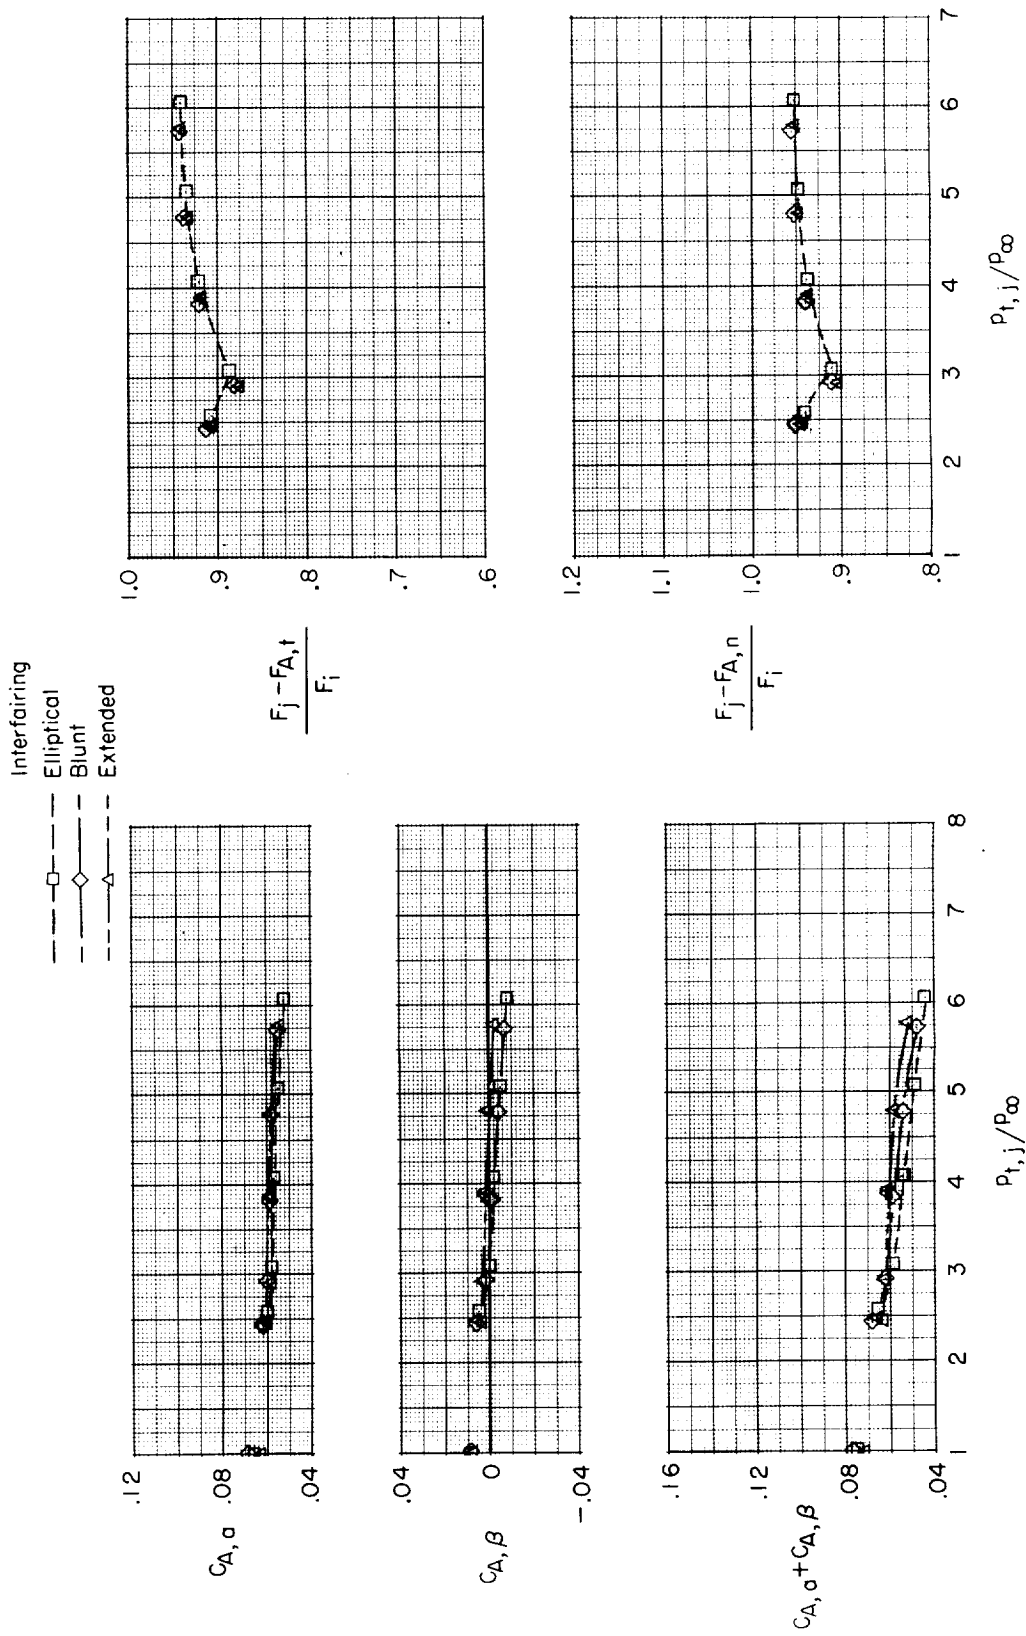 Interfairing
Elliptical
Blunt
Extended
.12
.08
.04
C_A,a
.04
0
-.04
C_A,β
.16
.12
.08
.04
C_A,a + C_A,β
1 2 3 4 5 6 7 8
p_t,j/p_∞
1.0
.9
.8
.7
.6
F_j - F_A,t
F_i
1.2
1.1
1.0
.9
.8
F_j - F_A,n
F_i
1 2 3 4 5 6 7
p_t,j/p_∞